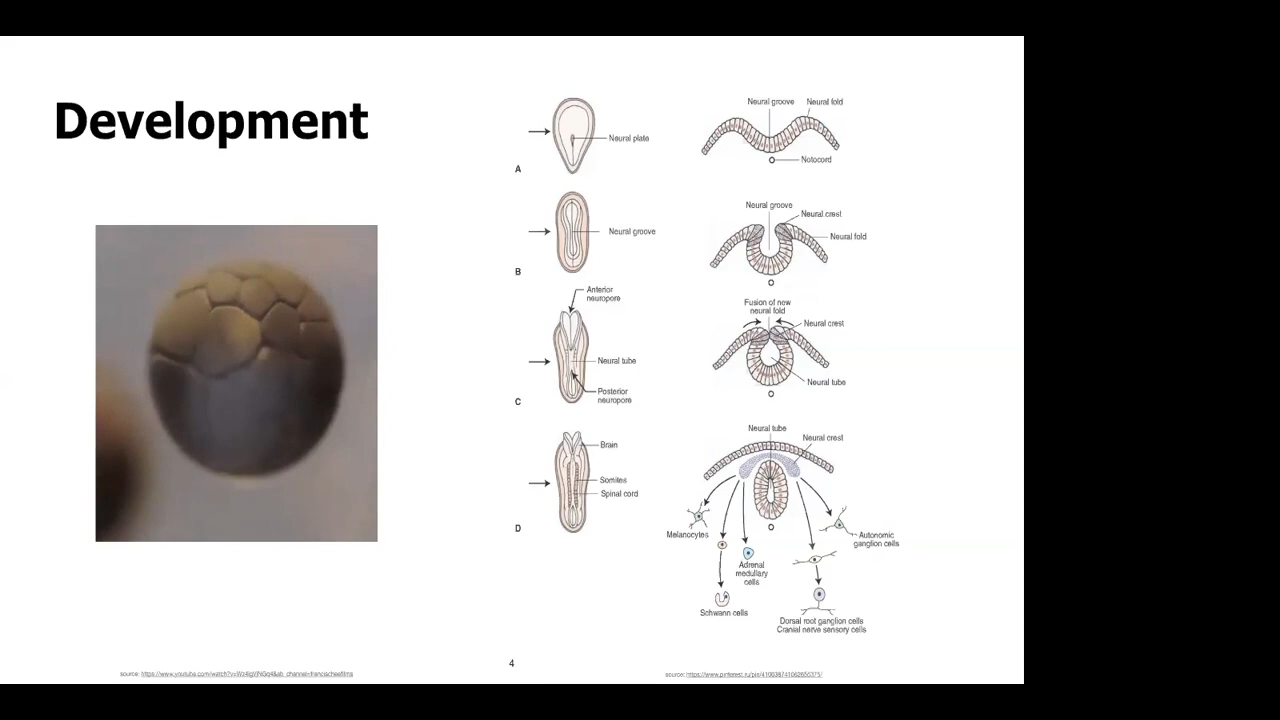 Development
Neural plate
A
Neural groove
Neural fold
Notocord
Neural groove
B
Neural groove
Neural crest
Neural fold
Anterior
neuropore
Neural tube
Posterior
neuropore
C
Fusion of new
neural fold
Neural crest
Neural tube
Brain
Somites
Spinal cord
D
Neural tube
Neural crest
Melanocytes
Adrenal
medullary
cells
Schwann cells
Autonomic
ganglion cells
Dorsal root ganglion cells
Cranial nerve sensory cells
4
source:
source: